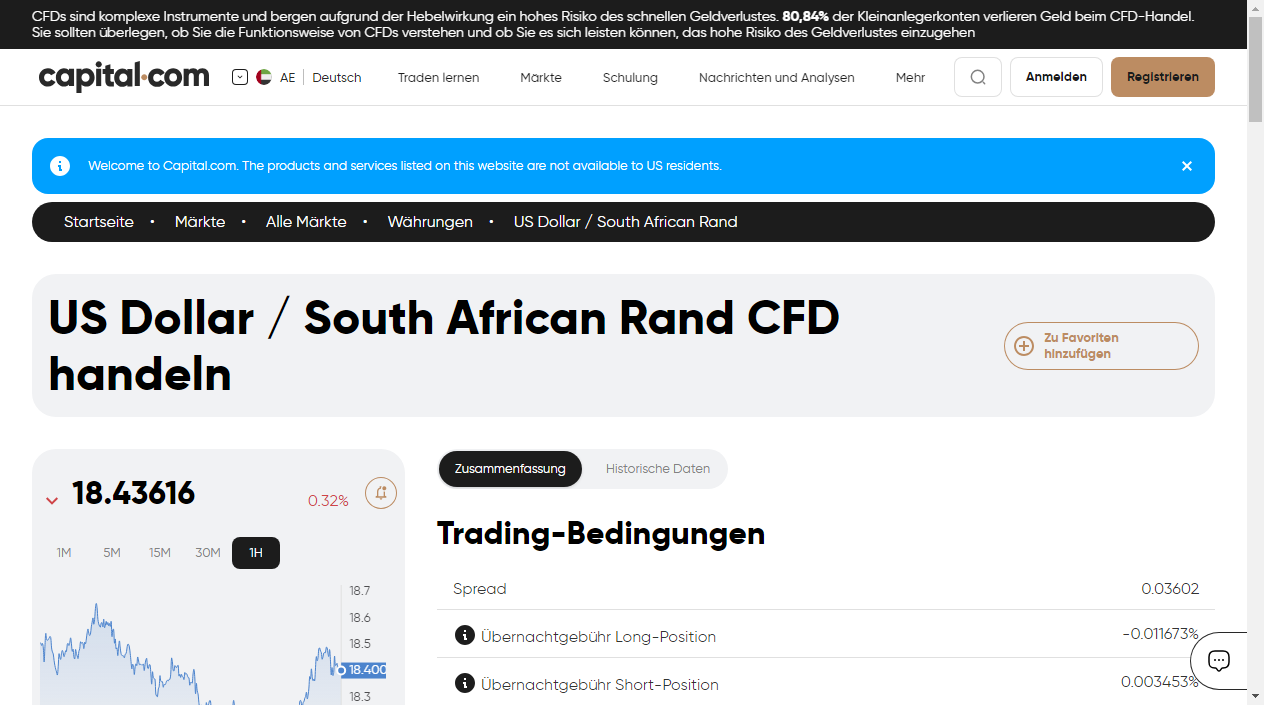 CFDs sind komplexe Instrumente und bergen aufgrund der Hebelwirkung ein hohes Risiko des schnellen Geldverlustes. 80,84% der Kleinanlegerkonten verlieren Geld beim CFD-Handel.
Sie sollten überlegen, ob Sie die Funktionsweise von CFDs verstehen und ob Sie es sich leisten können, das hohe Risiko des Geldverlustes einzugehen
capital.com AE Deutsch Traden lernen Märkte Schulung Nachrichten und Analysen Mehr Anmelden Registrieren
Welcome to Capital.com. The products and services listed on this website are not available to US residents.
Startseite • Märkte • Alle Märkte • Währungen • US Dollar / South African Rand
US Dollar / South African Rand CFD
handeln
Zu Favoriten
hinzufügen
18.43616 0.32%
1M 5M 15M 30M 1H
18.7
18.6
18.5
18.400
18.3
Zusammenfassung Historische Daten
Trading-Bedingungen
Spread 0.03602
Übernachtgebühr Long-Position -0.011673%
Übernachtgebühr Short-Position 0.003453%